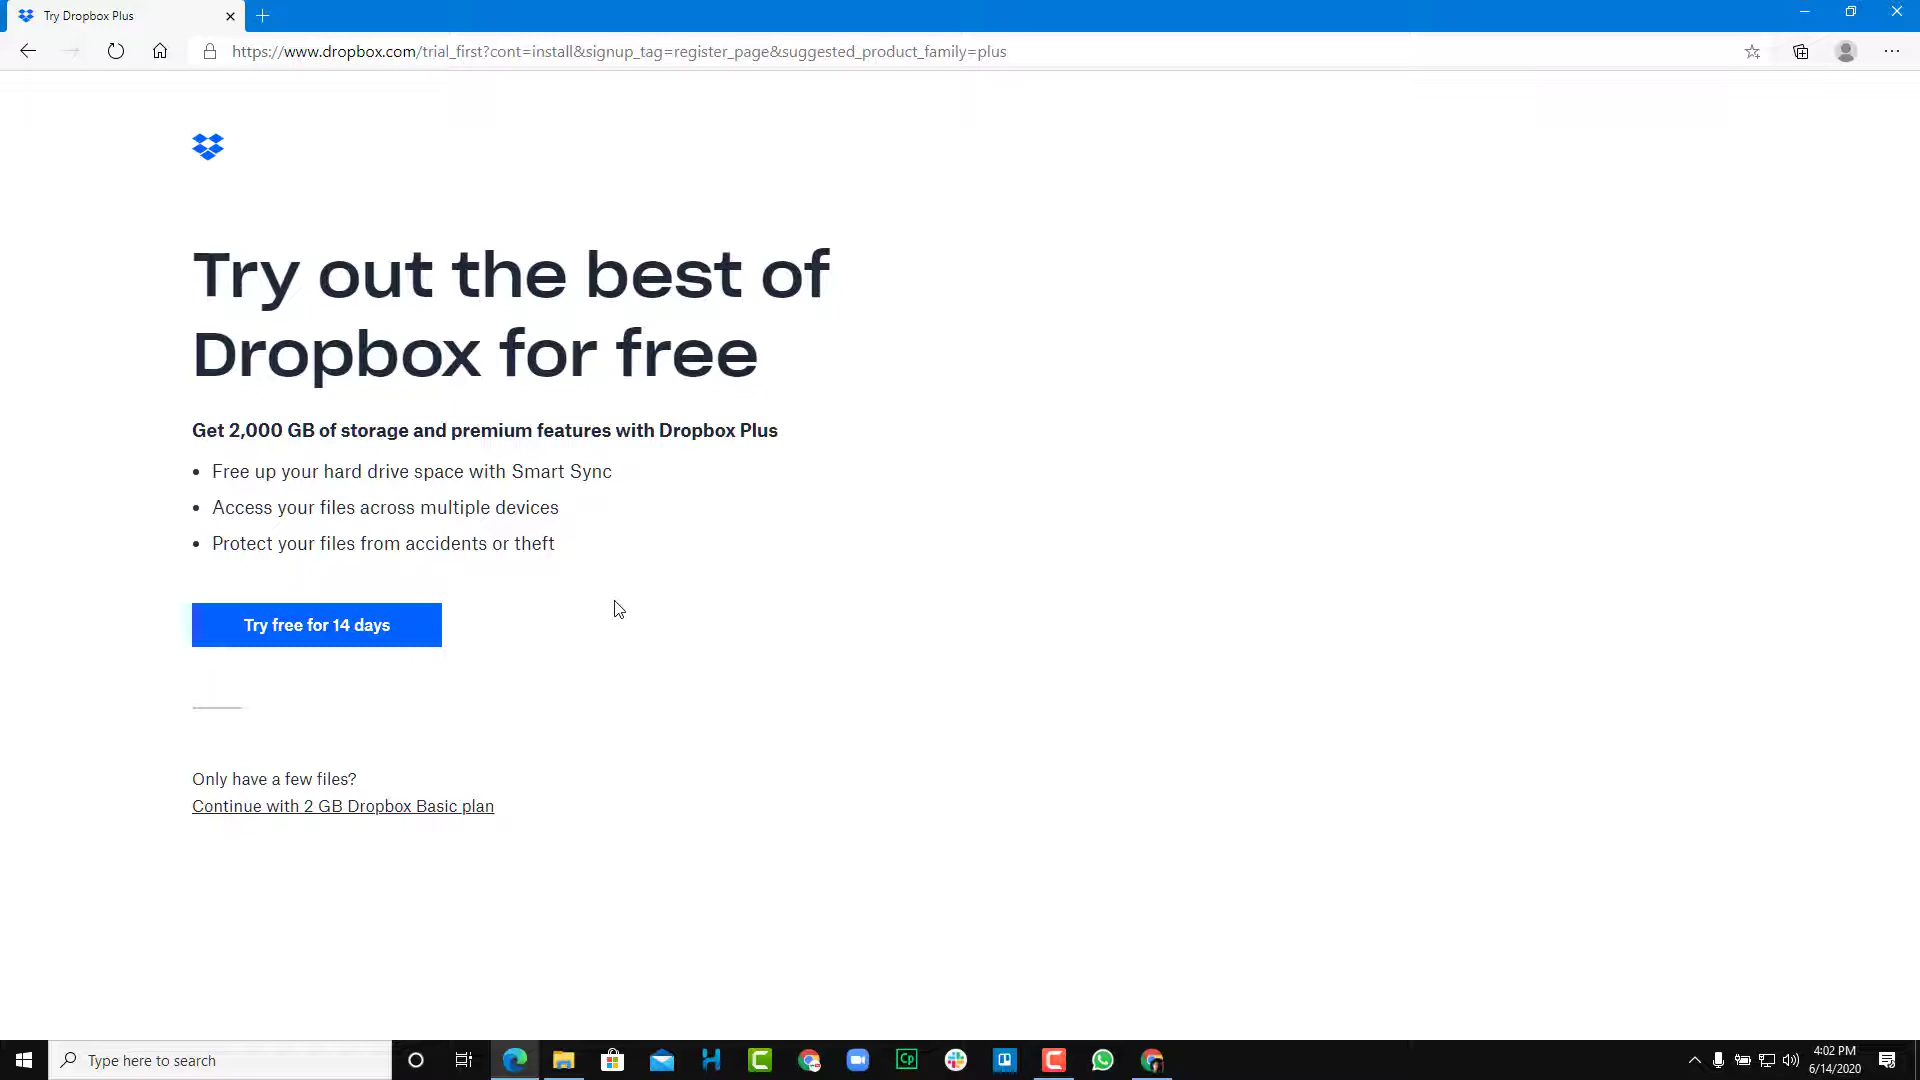 Try Dropbox Plus
https://www.dropbox.com/trial_first?cont=install&signup_tag=register_page&suggested_product_family=plus
Try out the best of
Dropbox for free
Get 2,000 GB of storage and premium features with Dropbox Plus
• Free up your hard drive space with Smart Sync
• Access your files across multiple devices
• Protect your files from accidents or theft
Try free for 14 days
Only have a few files?
Continue with 2 GB Dropbox Basic plan
Type here to search
Cp
4:02 PM
6/14/2020